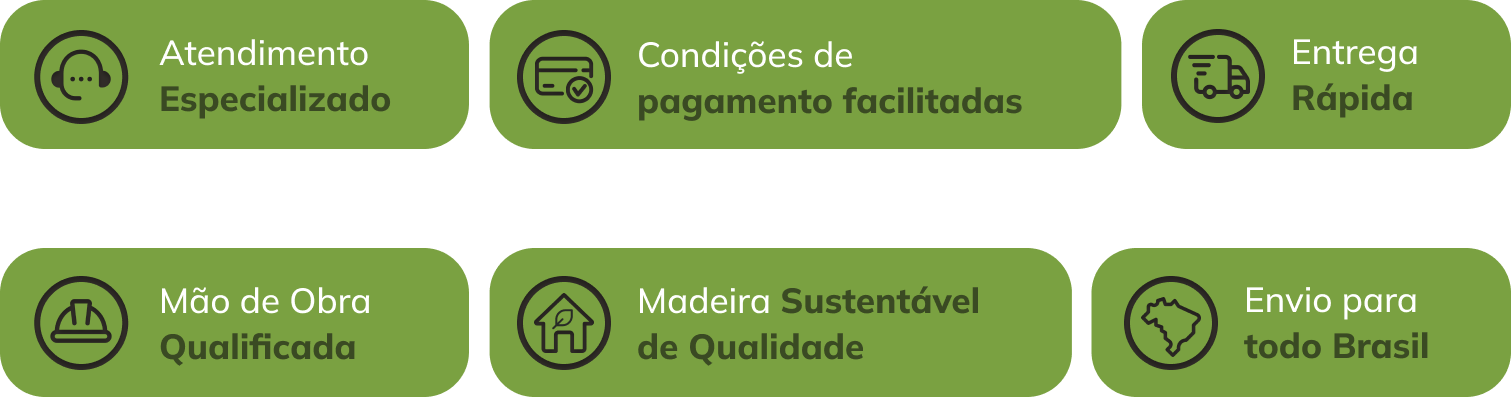 Atendimento
Especializado
Condições de
pagamento facilitadas
Entrega
Rápida
Mão de Obra
Qualificada
Madeira Sustentável
de Qualidade
Envio para
todo Brasil